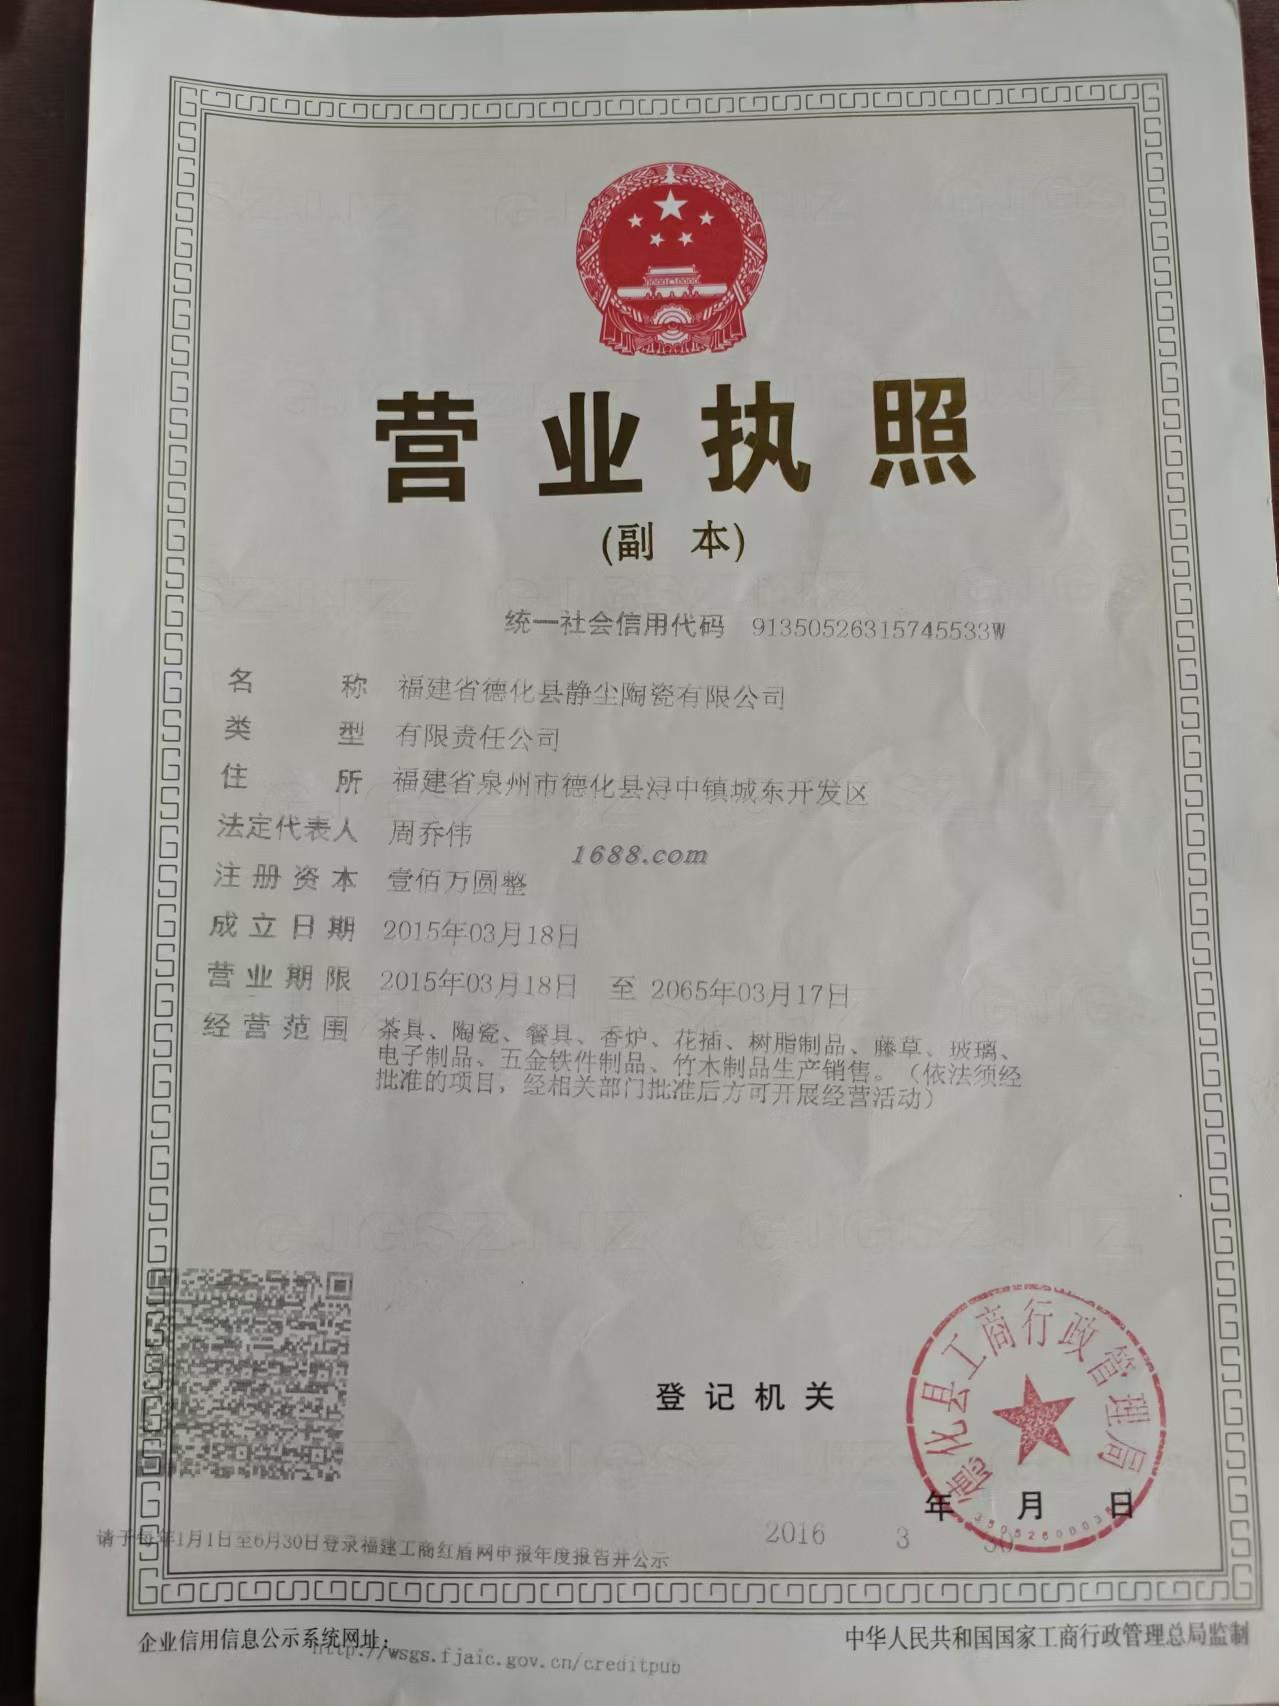 营业执照
(副 本)
统一社会信用代码 91350526315745533W
名称 福建省德化县静尘陶瓷有限公司
类型 有限责任公司
住所 福建省泉州市德化县浔中镇城东开发区
法定代表人 周乔伟
1688.com
注册资本 壹佰万圆整
成立日期 2015年03月18日
营业期限 2015年03月18日 至 2065年03月17日
经营范围 茶具、陶瓷、餐具、香炉、花插、树脂制品、藤草、玻璃、
电子制品、五金铁件制品、竹木制品生产销售。（依法须经
批准的项目，经相关部门批准后方可开展经营活动）
登记机关
德化县工商行政管理局
年 月 日
2016 3 30
请于每年1月1日至6月30日登录福建工商红盾网申报年度报告并公示
企业信用信息公示系统网址：
http://wsgs.fjaic.gov.cn/creditpub
中华人民共和国国家工商行政管理总局监制